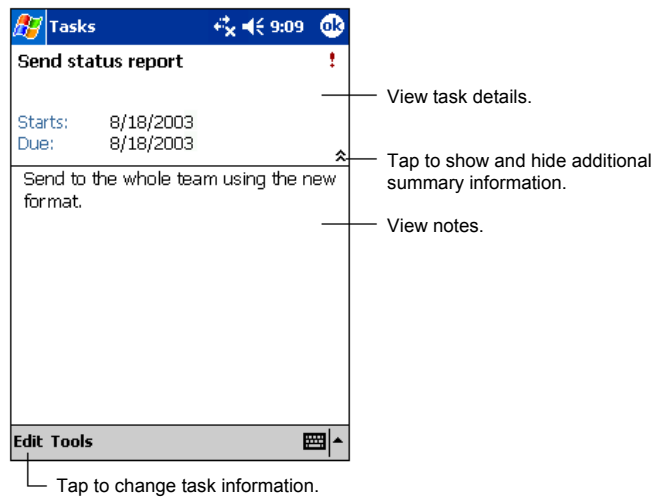 Tasks 9:09 ok
Send status report !
View task details.
Starts: 8/18/2003
Due: 8/18/2003
Tap to show and hide additional
summary information.
Send to the whole team using the new
format.
View notes.
Edit Tools
Tap to change task information.